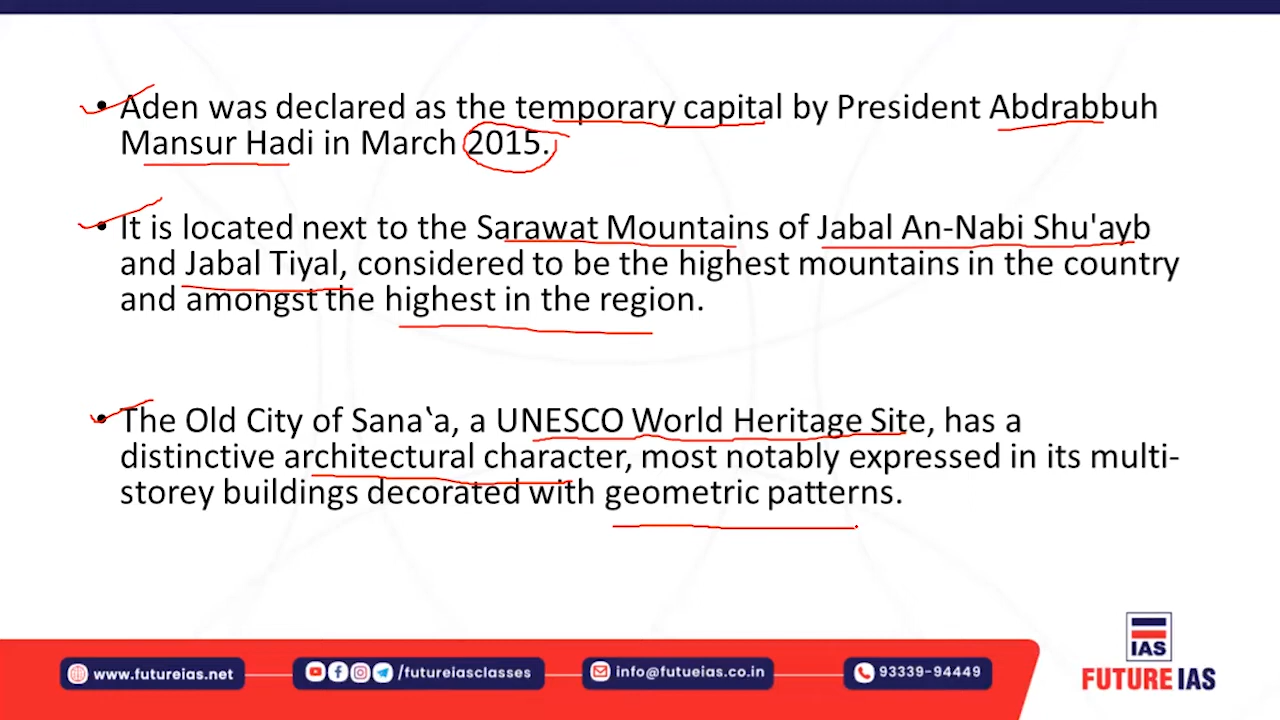 • Aden was declared as the temporary capital by President Abdrabbuh
Mansur Hadi in March 2015.
• It is located next to the Sarawat Mountains of Jabal An-Nabi Shu'ayb
and Jabal Tiyal, considered to be the highest mountains in the country
and amongst the highest in the region.
• The Old City of Sanaʽa, a UNESCO World Heritage Site, has a
distinctive architectural character, most notably expressed in its multi-
storey buildings decorated with geometric patterns.
IAS
FUTURE IAS
www.futureias.net
/futureiasclasses
info@futueias.co.in
93339-94449